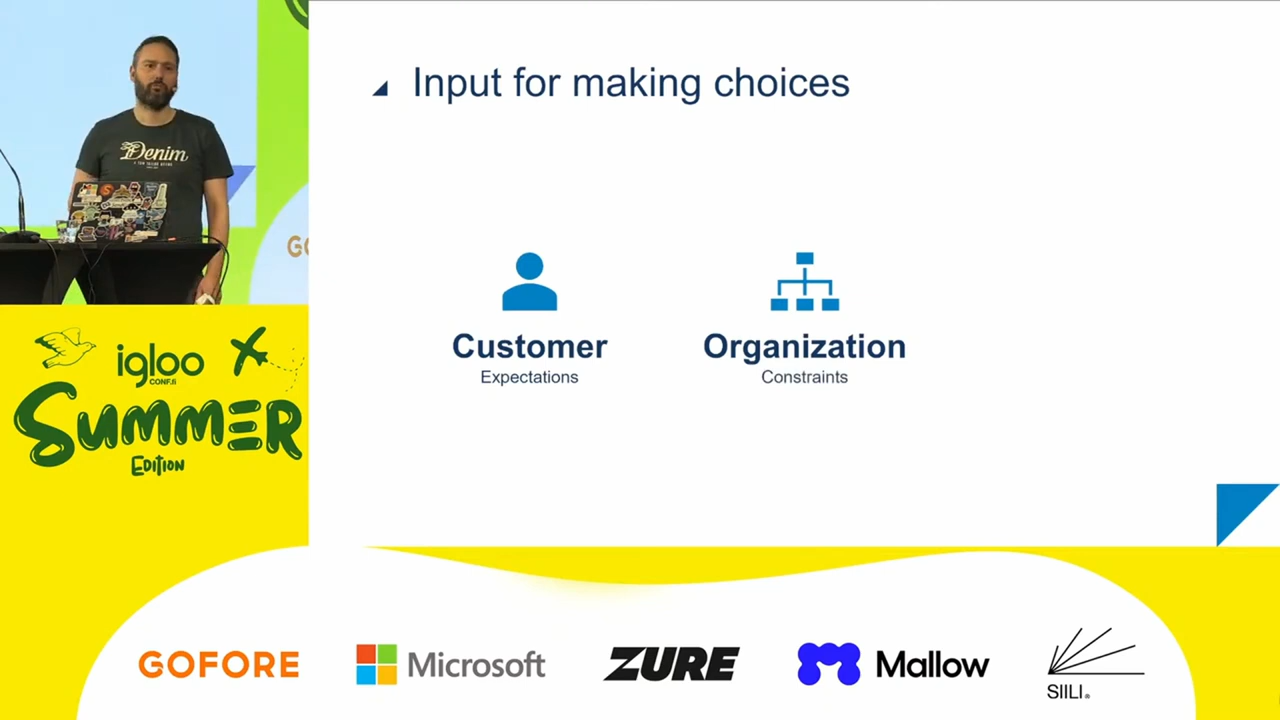 Input for making choices
Denim
GO
Customer
Expectations
Organization
Constraints
igloo
CONF.fi
SUMMER
EDITION
GOFORE
Microsoft
ZURE
Mallow
SIILI